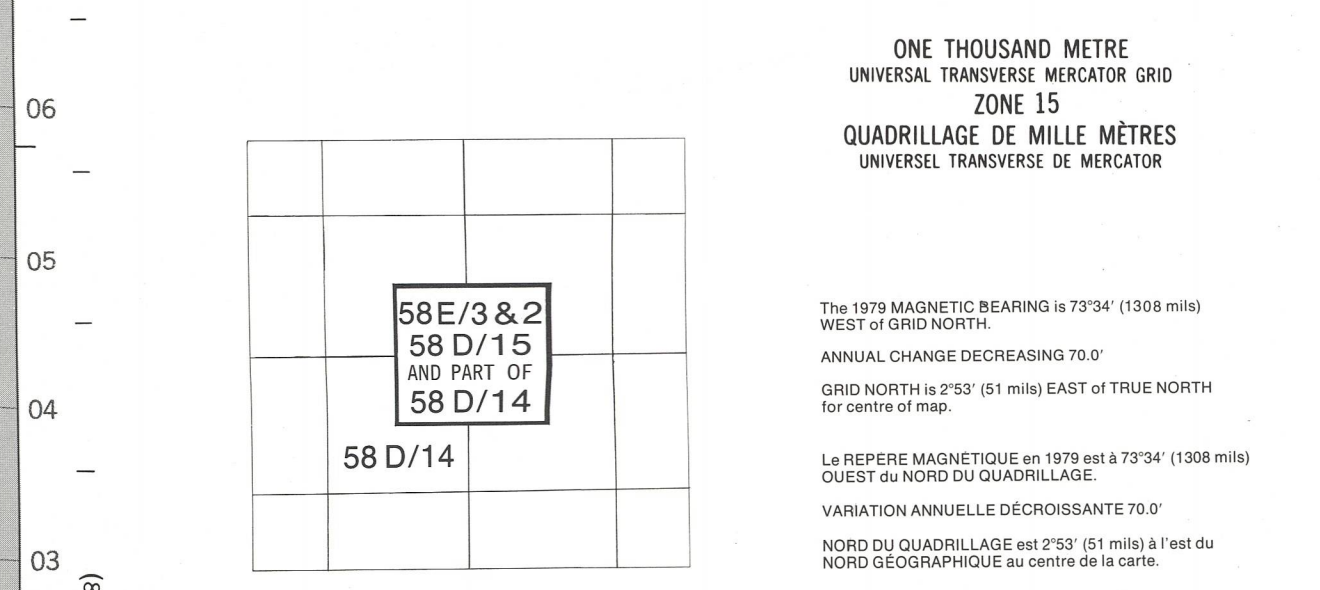 06
05
04
03
8)
58E/3 & 2
58 D/15
AND PART OF
58 D/14
58 D/14
ONE THOUSAND METRE
UNIVERSAL TRANSVERSE MERCATOR GRID
ZONE 15
QUADRILLAGE DE MILLE MÈTRES
UNIVERSEL TRANSVERSE DE MERCATOR
The 1979 MAGNETIC BEARING is 73°34′ (1308 mils)
WEST of GRID NORTH.
ANNUAL CHANGE DECREASING 70.0′
GRID NORTH is 2°53′ (51 mils) EAST of TRUE NORTH
for centre of map.
Le REPÈRE MAGNÉTIQUE en 1979 est à 73°34′ (1308 mils)
OUEST du NORD DU QUADRILLAGE.
VARIATION ANNUELLE DÉCROISSANTE 70.0′
NORD DU QUADRILLAGE est 2°53′ (51 mils) à l'est du
NORD GÉOGRAPHIQUE au centre de la carte.